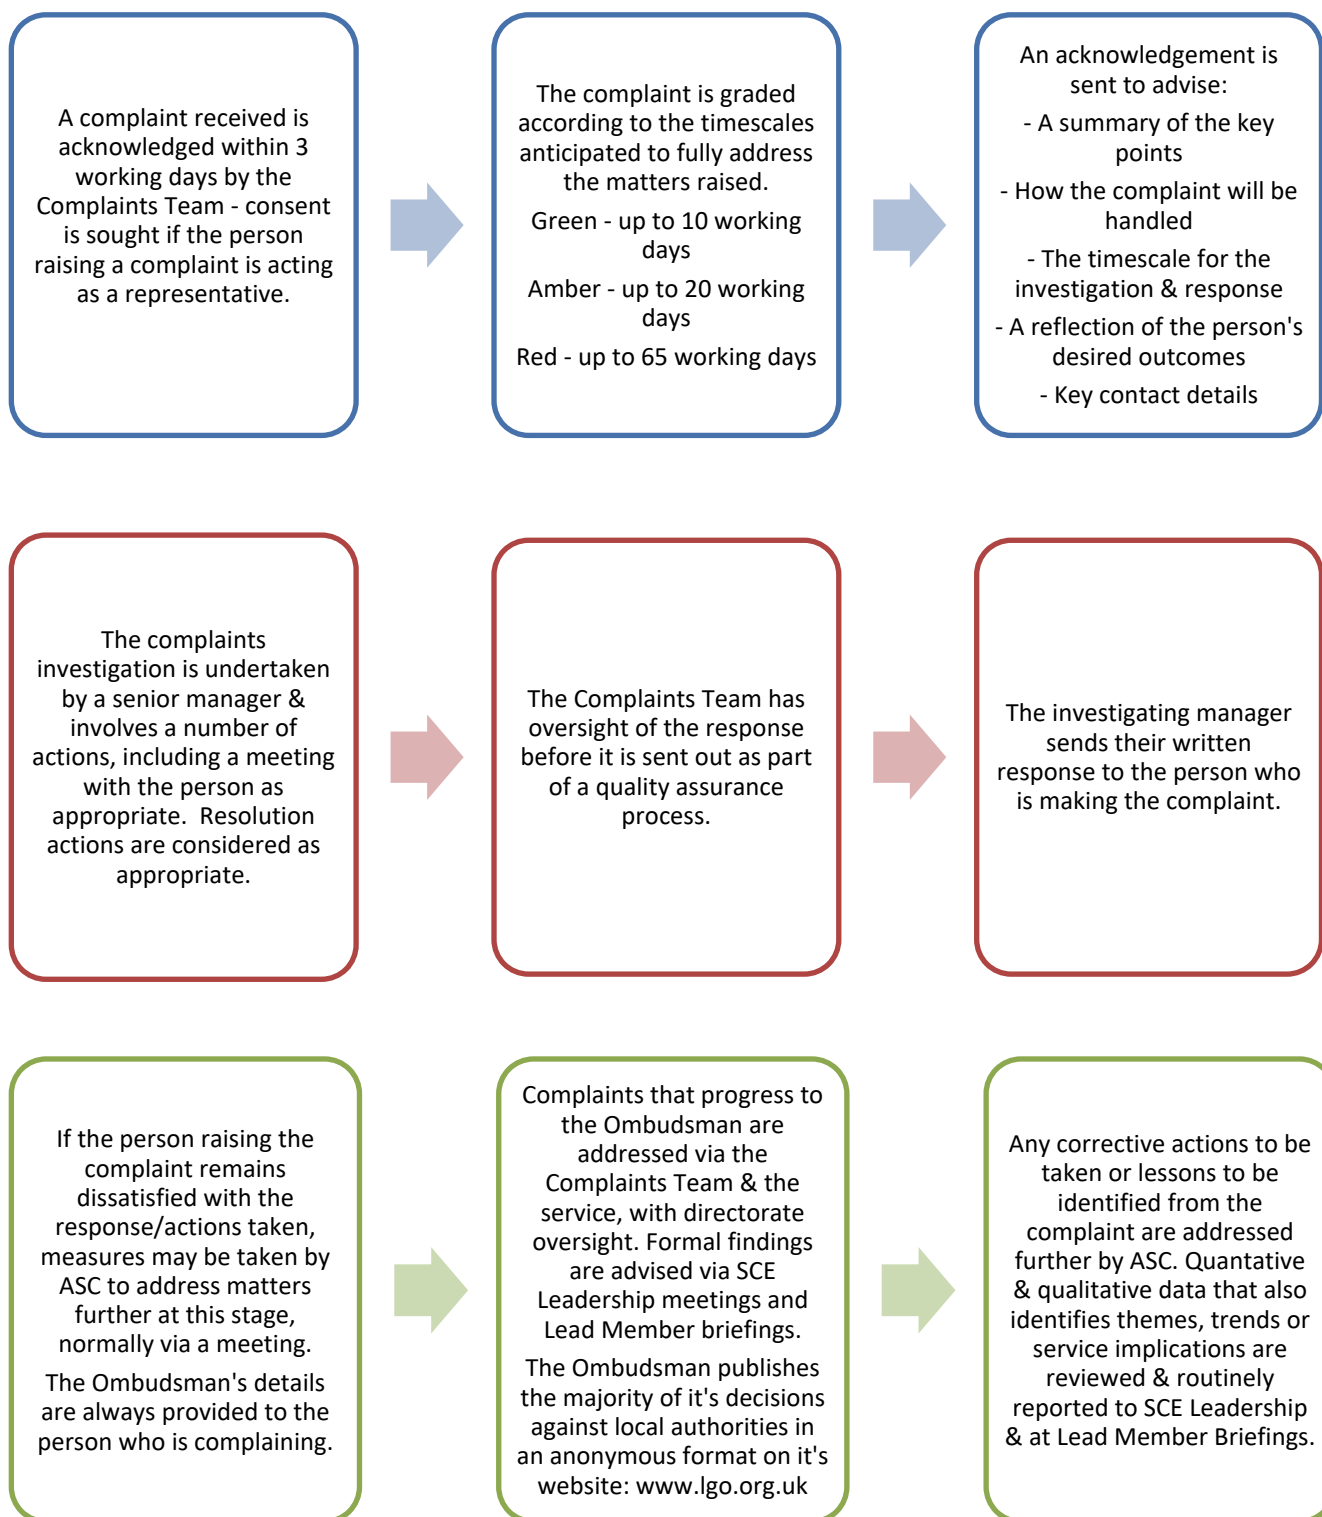 A complaint received is
acknowledged within 3
working days by the
Complaints Team - consent
is sought if the person
raising a complaint is acting
as a representative.
The complaint is graded
according to the timescales
anticipated to fully address
the matters raised.
Green - up to 10 working
days
Amber - up to 20 working
days
Red - up to 65 working days
An acknowledgement is
sent to advise:
- A summary of the key
points
- How the complaint will be
handled
- The timescale for the
investigation & response
- A reflection of the person's
desired outcomes
- Key contact details
The complaints
investigation is undertaken
by a senior manager &
involves a number of
actions, including a meeting
with the person as
appropriate.  Resolution
actions are considered as
appropriate.
The Complaints Team has
oversight of the response
before it is sent out as part
of a quality assurance
process.
The investigating manager
sends their written
response to the person who
is making the complaint.
If the person raising the
complaint remains
dissatisfied with the
response/actions taken,
measures may be taken by
ASC to address matters
further at this stage,
normally via a meeting.
The Ombudsman's details
are always provided to the
person who is complaining.
Complaints that progress to
the Ombudsman are
addressed via the
Complaints Team & the
service, with directorate
oversight. Formal findings
are advised via SCE
Leadership meetings and
Lead Member briefings.
The Ombudsman publishes
the majority of it's decisions
against local authorities in
an anonymous format on it's
website: www.lgo.org.uk
Any corrective actions to be
taken or lessons to be
identified from the
complaint are addressed
further by ASC. Quantative
& qualitative data that also
identifies themes, trends or
service implications are
reviewed & routinely
reported to SCE Leadership
& at Lead Member Briefings.